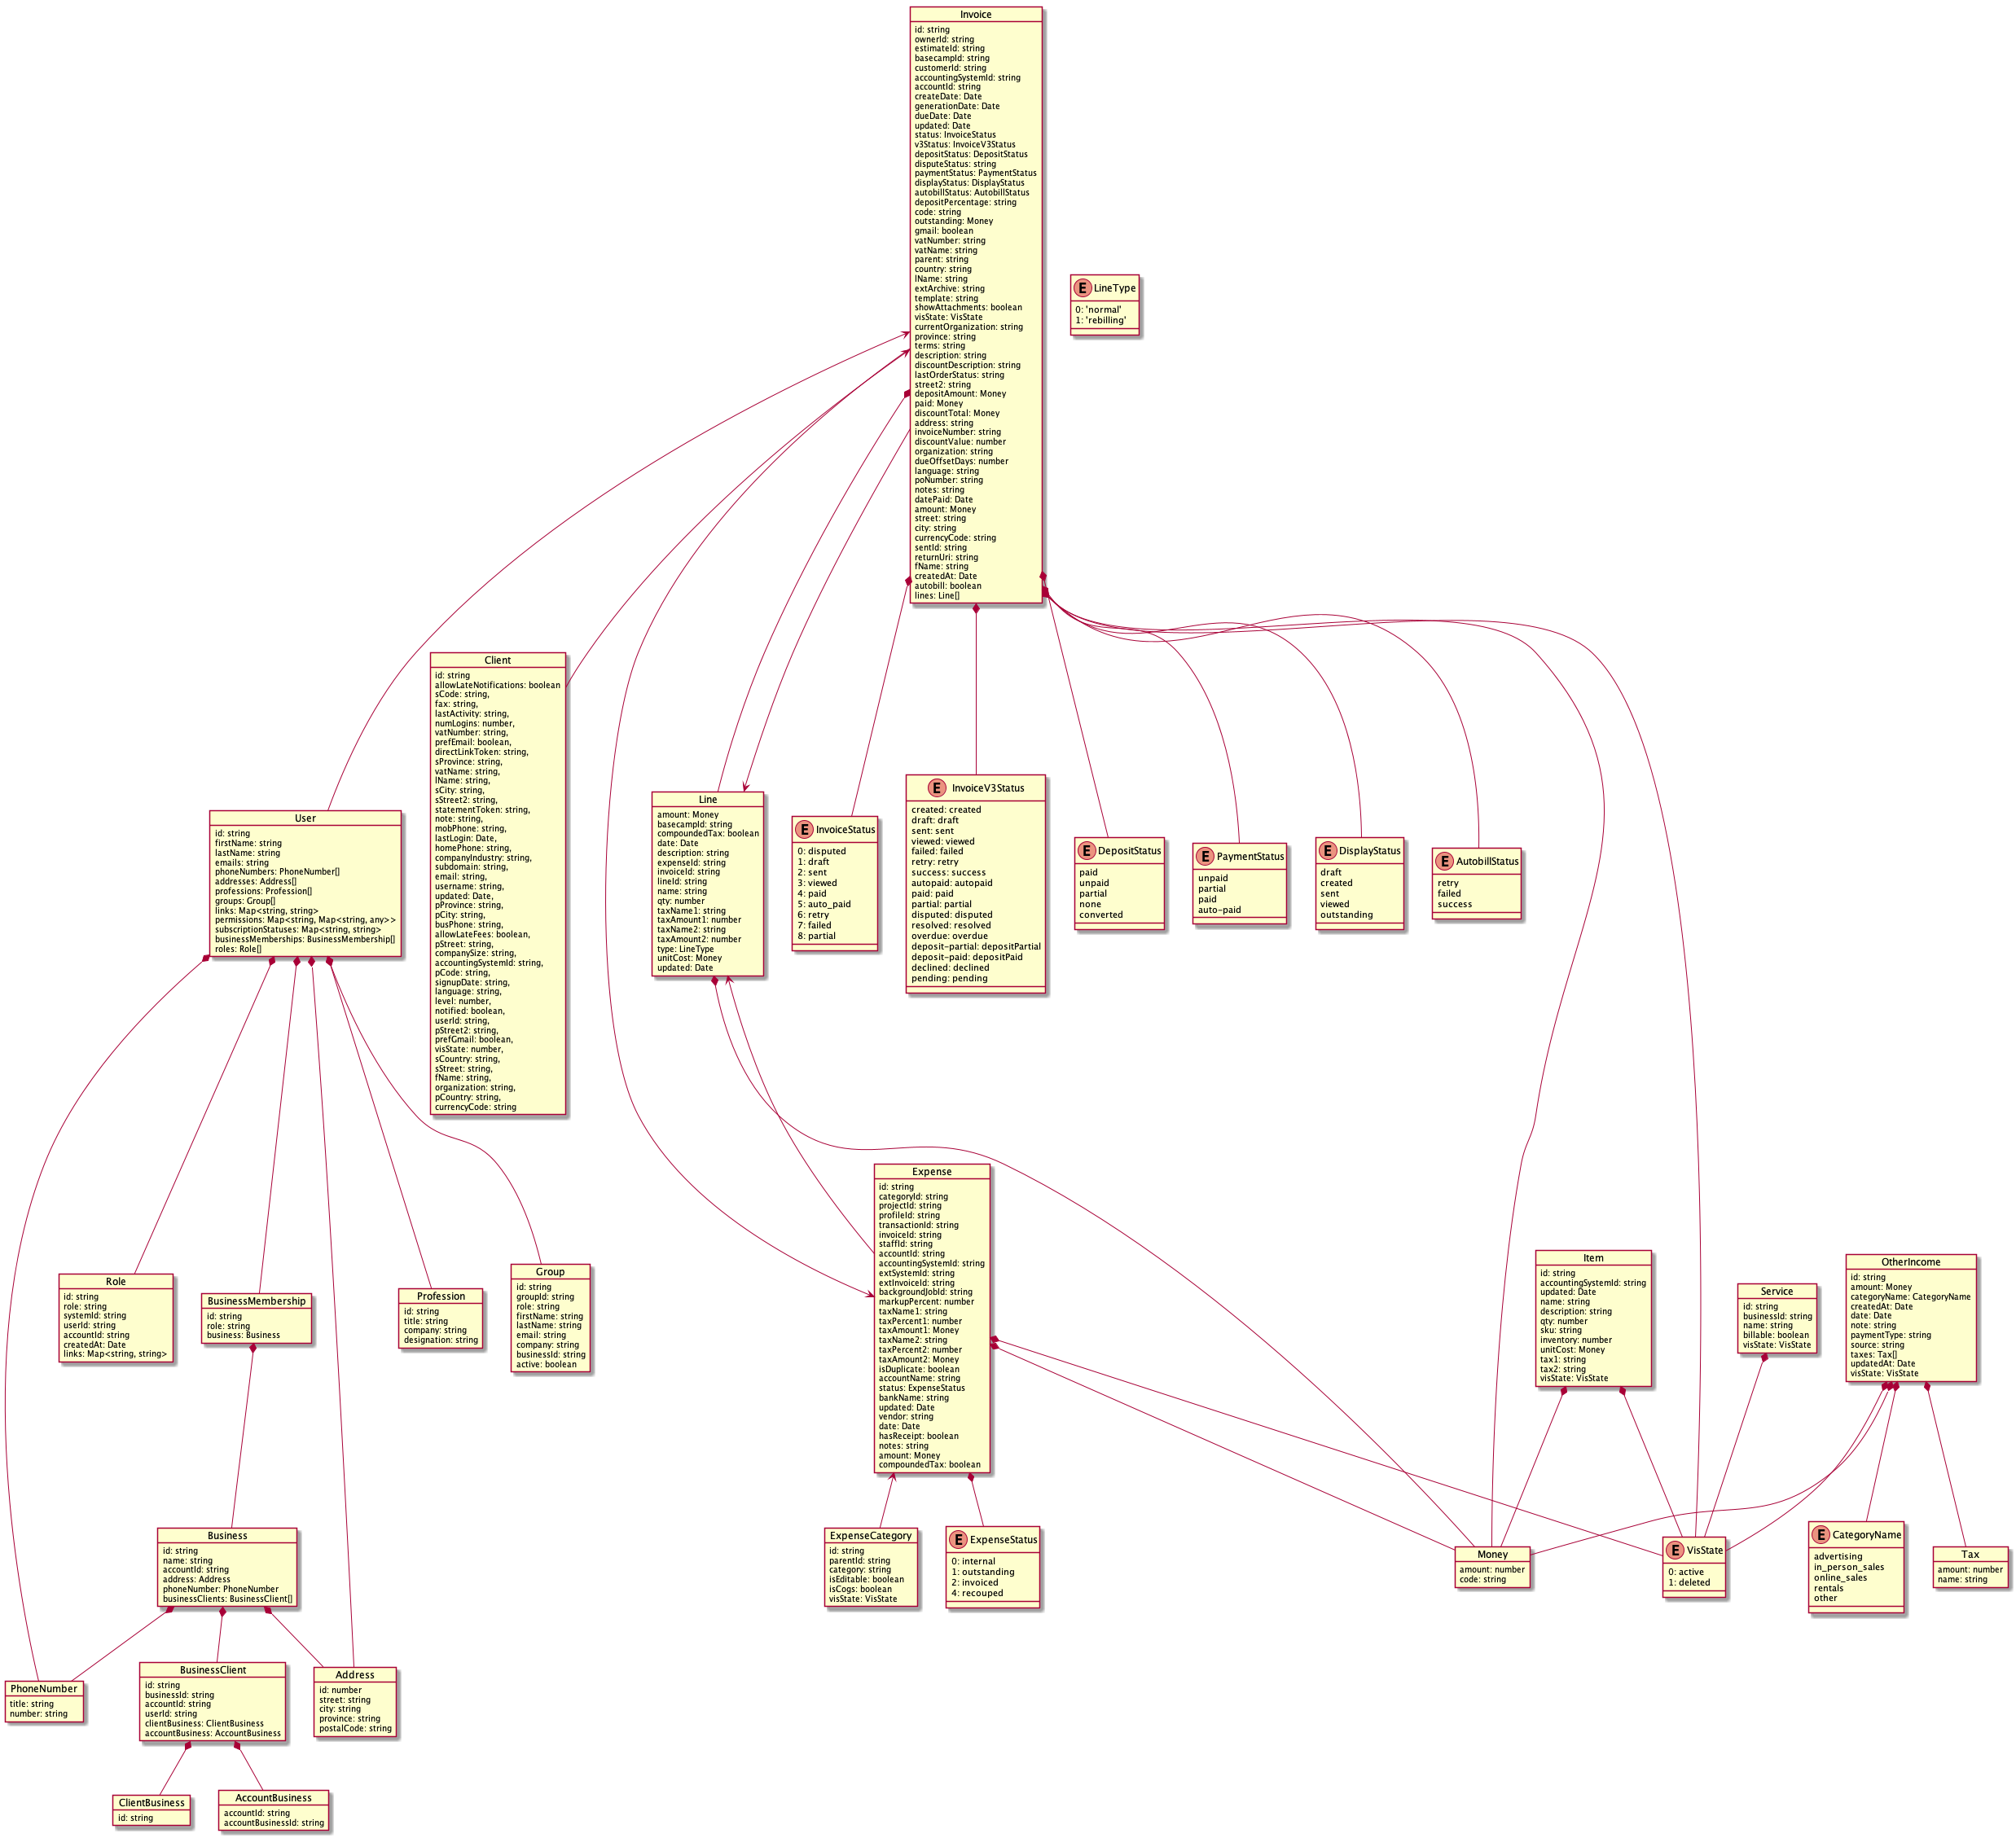 Invoice
id: string
ownerId: string
estimateId: string
basecampId: string
customerId: string
accountingSystemId: string
accountId: string
createDate: Date
generationDate: Date
dueDate: Date
updated: Date
status: InvoiceStatus
v3Status: InvoiceV3Status
depositStatus: DepositStatus
disputeStatus: string
paymentStatus: PaymentStatus
displayStatus: DisplayStatus
autobillStatus: AutobillStatus
depositPercentage: string
code: string
outstanding: Money
gmail: boolean
vatNumber: string
vatName: string
parent: string
country: string
lName: string
extArchive: string
template: string
showAttachments: boolean
visState: VisState
currentOrganization: string
province: string
terms: string
description: string
discountDescription: string
lastOrderStatus: string
street2: string
depositAmount: Money
paid: Money
discountTotal: Money
address: string
invoiceNumber: string
discountValue: number
organization: string
dueOffsetDays: number
language: string
poNumber: string
notes: string
datePaid: Date
amount: Money
street: string
city: string
currencyCode: string
sentId: string
returnUri: string
fName: string
createdAt: Date
autobill: boolean
lines: Line[]
E LineType
0: 'normal'
1: 'rebilling'
Client
id: string
allowLateNotifications: boolean
sCode: string,
fax: string,
lastActivity: string,
numLogins: number,
vatNumber: string,
prefEmail: boolean,
directLinkToken: string,
sProvince: string,
vatName: string,
lName: string,
sCity: string,
sStreet2: string,
statementToken: string,
note: string,
mobPhone: string,
lastLogin: Date,
homePhone: string,
companyIndustry: string,
subdomain: string,
email: string,
username: string,
updated: Date,
pProvince: string,
pCity: string,
busPhone: string,
allowLateFees: boolean,
pStreet: string,
companySize: string,
accountingSystemId: string,
pCode: string,
signupDate: string,
language: string,
level: number,
notified: boolean,
userId: string,
pStreet2: string,
prefGmail: boolean,
visState: number,
sCountry: string,
sStreet: string,
fName: string,
organization: string,
pCountry: string,
currencyCode: string
User
id: string
firstName: string
lastName: string
emails: string
phoneNumbers: PhoneNumber[]
addresses: Address[]
professions: Profession[]
groups: Group[]
links: Map<string, string>
permissions: Map<string, Map<string, any>>
subscriptionStatuses: Map<string, string>
businessMemberships: BusinessMembership[]
roles: Role[]
Line
amount: Money
basecampId: string
compoundedTax: boolean
date: Date
description: string
expenseId: string
invoiceId: string
lineId: string
name: string
qty: number
taxName1: string
taxAmount1: number
taxName2: string
taxAmount2: number
type: LineType
unitCost: Money
updated: Date
E InvoiceStatus
0: disputed
1: draft
2: sent
3: viewed
4: paid
5: auto_paid
6: retry
7: failed
8: partial
E InvoiceV3Status
created: created
draft: draft
sent: sent
viewed: viewed
failed: failed
retry: retry
success: success
autopaid: autopaid
paid: paid
partial: partial
disputed: disputed
resolved: resolved
overdue: overdue
deposit-partial: depositPartial
deposit-paid: depositPaid
declined: declined
pending: pending
E DepositStatus
paid
unpaid
partial
none
converted
E PaymentStatus
unpaid
partial
paid
auto-paid
E DisplayStatus
draft
created
sent
viewed
outstanding
E AutobillStatus
retry
failed
success
Expense
id: string
categoryId: string
projectId: string
profileId: string
transactionId: string
invoiceId: string
staffId: string
accountId: string
accountingSystemId: string
extSystemId: string
extInvoiceId: string
backgroundJobId: string
markupPercent: number
taxName1: string
taxPercent1: number
taxAmount1: Money
taxName2: string
taxPercent2: number
taxAmount2: Money
isDuplicate: boolean
accountName: string
status: ExpenseStatus
bankName: string
updated: Date
vendor: string
date: Date
hasReceipt: boolean
notes: string
amount: Money
compoundedTax: boolean
Role
id: string
role: string
systemId: string
userId: string
accountId: string
createdAt: Date
links: Map<string, string>
BusinessMembership
id: string
role: string
business: Business
Profession
id: string
title: string
company: string
designation: string
Group
id: string
groupId: string
role: string
firstName: string
lastName: string
email: string
company: string
businessId: string
active: boolean
Item
id: string
accountingSystemId: string
updated: Date
name: string
description: string
qty: number
sku: string
inventory: number
unitCost: Money
tax1: string
tax2: string
visState: VisState
Service
id: string
businessId: string
name: string
billable: boolean
visState: VisState
OtherIncome
id: string
amount: Money
categoryName: CategoryName
createdAt: Date
date: Date
note: string
paymentType: string
source: string
taxes: Tax[]
updatedAt: Date
visState: VisState
Business
id: string
name: string
accountId: string
address: Address
phoneNumber: PhoneNumber
businessClients: BusinessClient[]
ExpenseCategory
id: string
parentId: string
category: string
isEditable: boolean
isCogs: boolean
visState: VisState
E ExpenseStatus
0: internal
1: outstanding
2: invoiced
4: recouped
Money
amount: number
code: string
E VisState
0: active
1: deleted
E CategoryName
advertising
in_person_sales
online_sales
rentals
other
Tax
amount: number
name: string
PhoneNumber
title: string
number: string
BusinessClient
id: string
businessId: string
accountId: string
userId: string
clientBusiness: ClientBusiness
accountBusiness: AccountBusiness
Address
id: number
street: string
city: string
province: string
postalCode: string
ClientBusiness
id: string
AccountBusiness
accountId: string
accountBusinessId: string